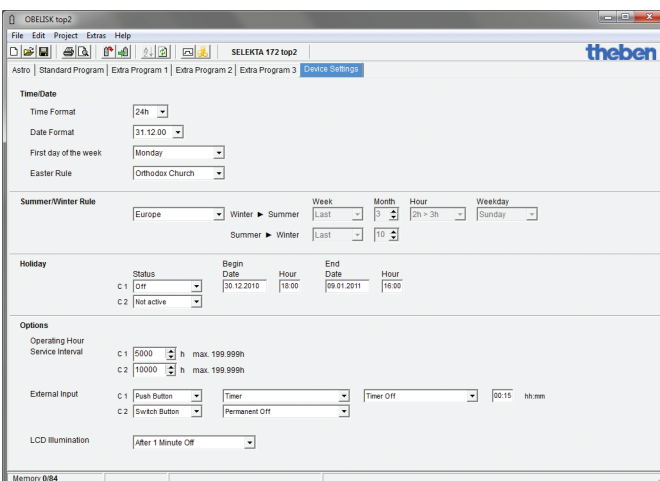 OBELISK top2
File Edit Project Extras Help
SELEKTA 172 top2
theben
Astro Standard Program Extra Program 1 Extra Program 2 Extra Program 3 Device Settings
Time/Date
Time Format 24h
Date Format 31.12.00
First day of the week Monday
Easter Rule Orthodox Church
Week Month Hour Weekday
Summer/Winter Rule
Europe Winter ► Summer Last 3 2h > 3h Sunday
Summer ► Winter Last 10
Holiday Begin End
Status Date Hour Date Hour
C 1 Off 30.12.2010 18:00 09.01.2011 16:00
C 2 Not active
Options
Operating Hour
Service Interval
C 1 5000 h max. 199.999h
C 2 10000 h max. 199.999h
External Input C 1 Push Button Timer Timer Off 00:15 hh:mm
C 2 Switch Button Permanent Off
LCD Illumination After 1 Minute Off
Memory 0/84